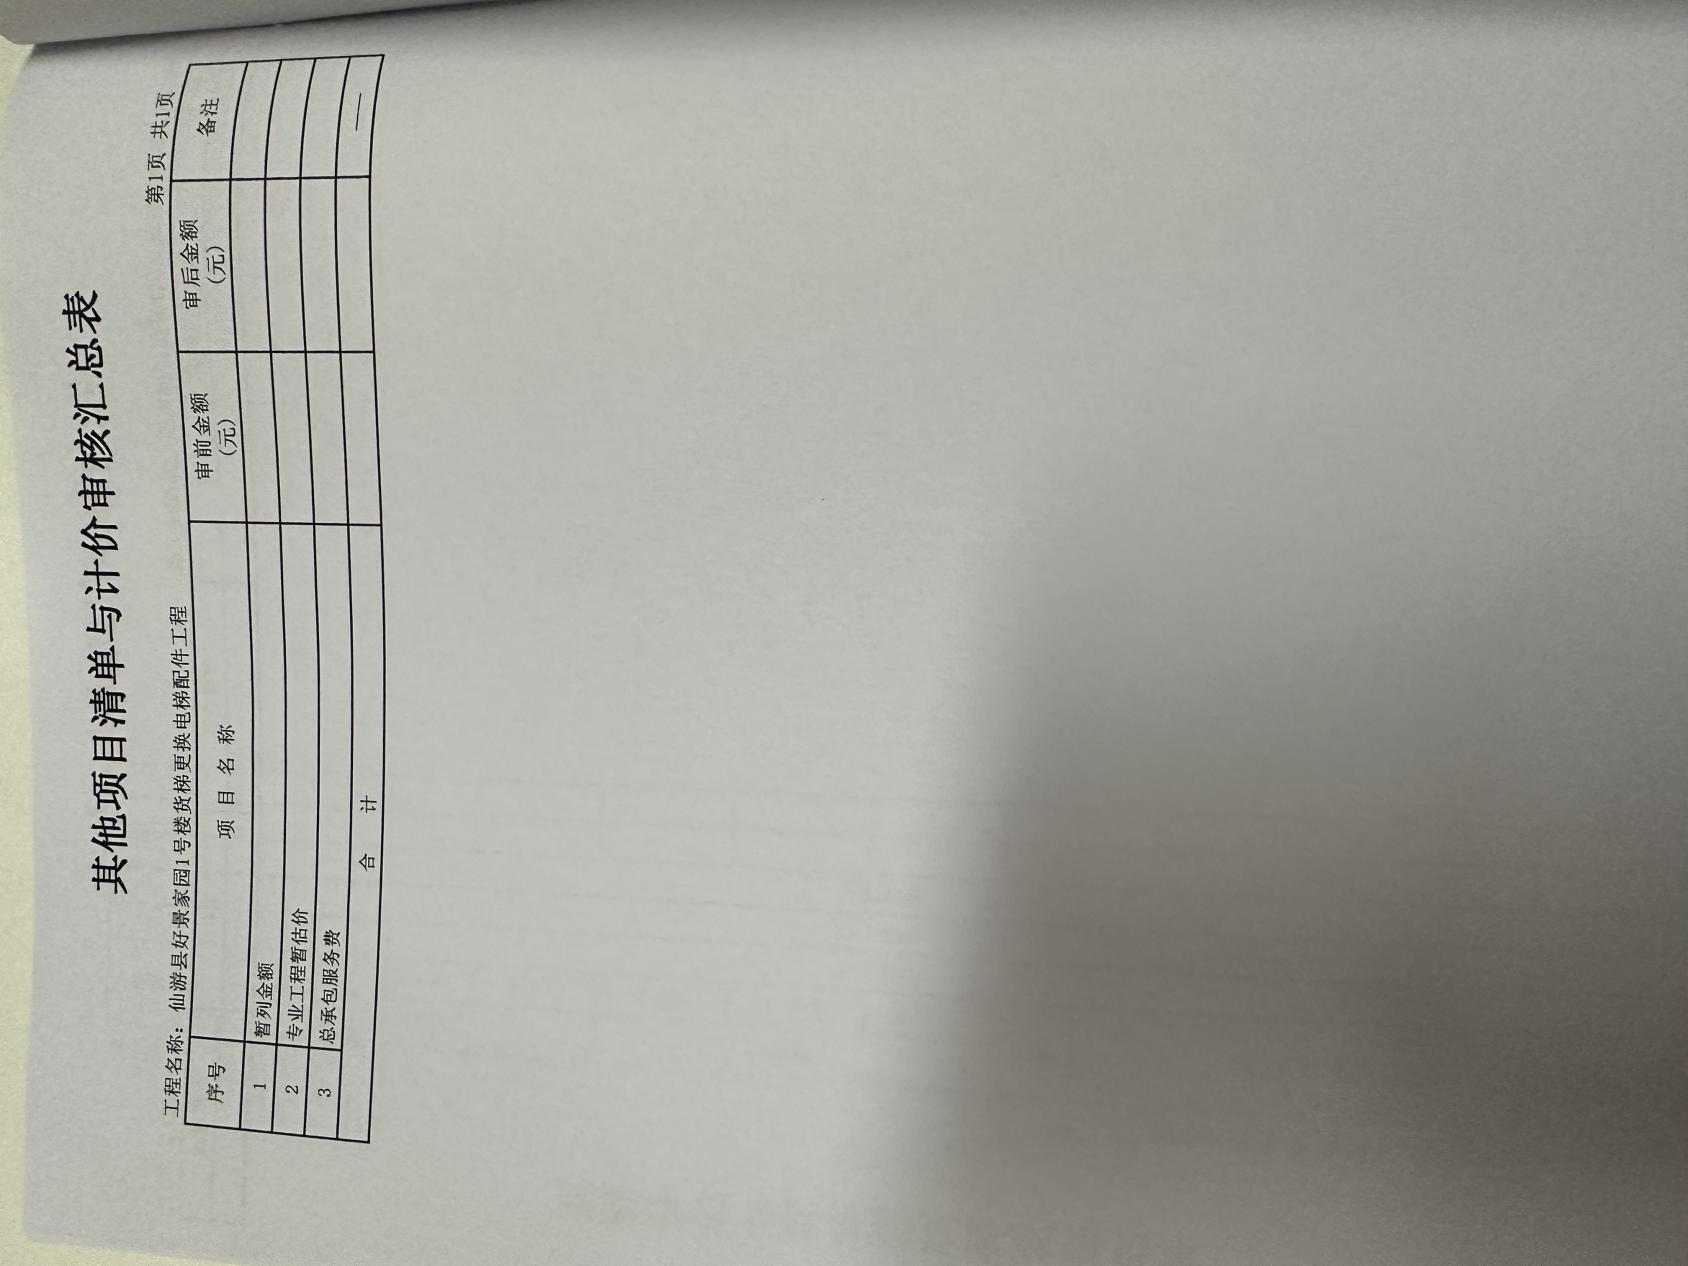 其他项目清单与计价审核汇总表
工程名称：仙游县好景家园1号楼货梯更换电梯配件工程 第1页 共1页
序号 项目名称 审前金额（元） 审后金额（元） 备注
1 暂列金额
2 专业工程暂估价
3 总承包服务费
合计 ——